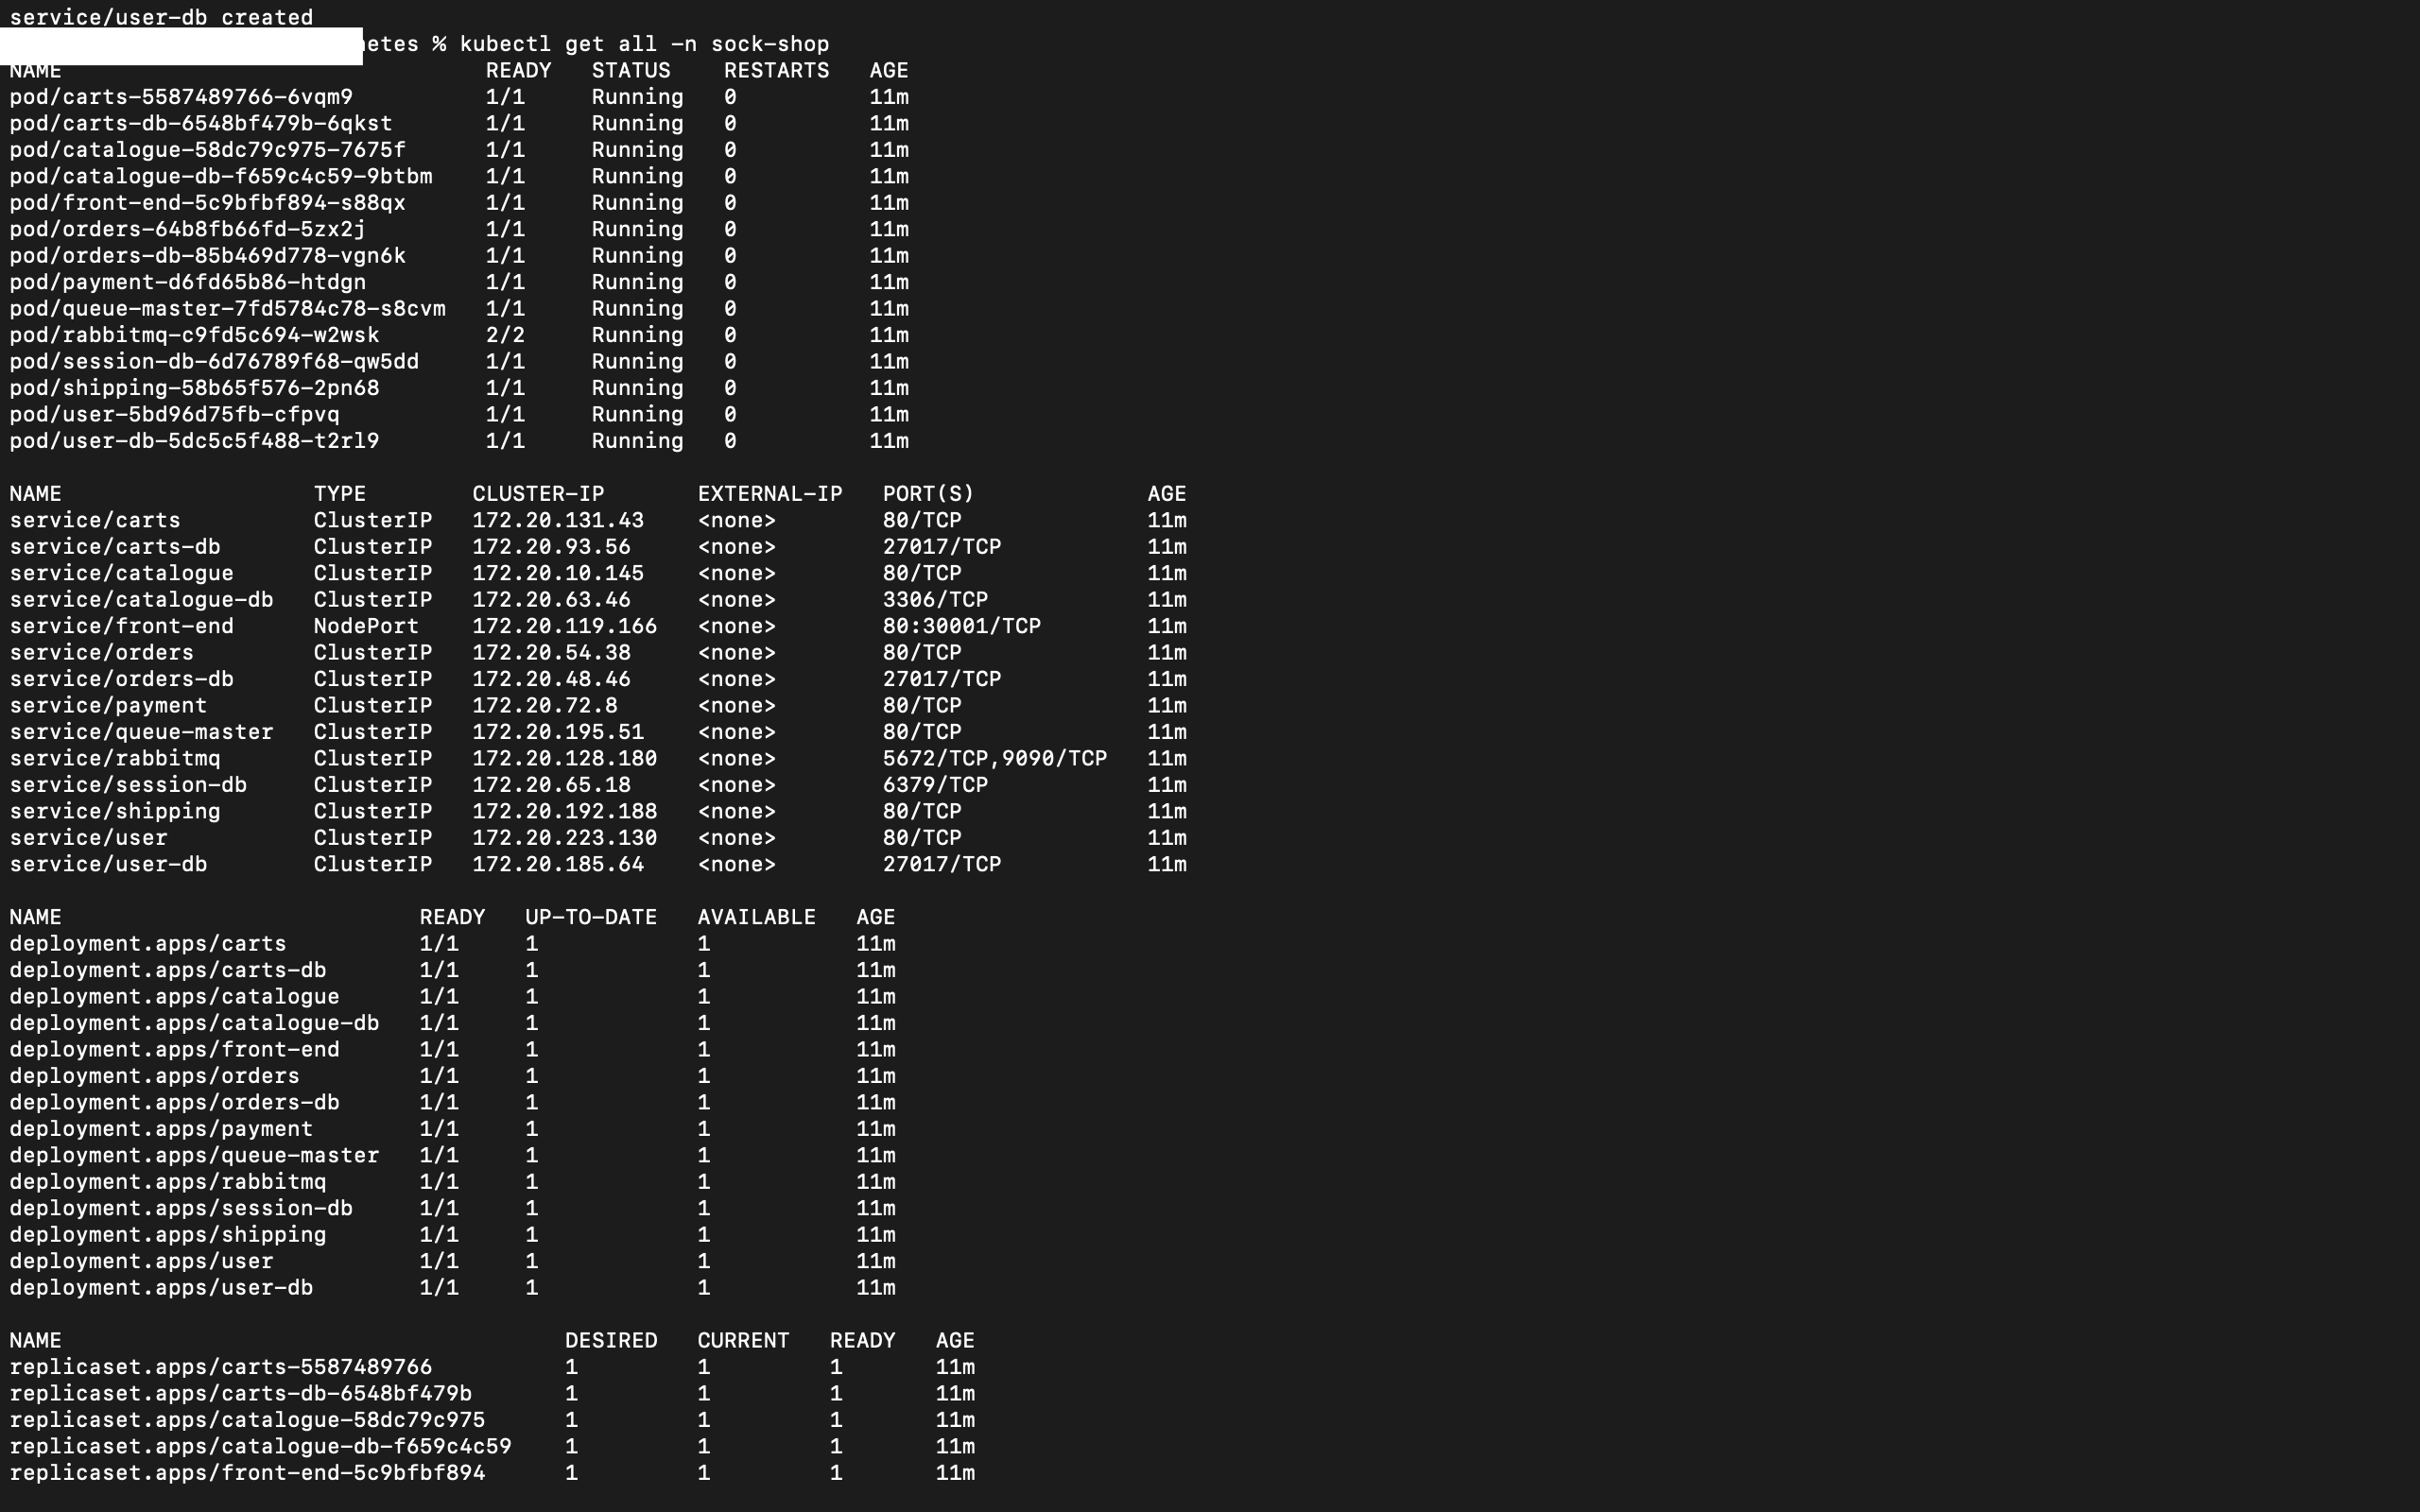 service/user-db created
etes % kubectl get all -n sock-shop
NAME READY STATUS RESTARTS AGE
pod/carts-5587489766-6vqm9 1/1 Running 0 11m
pod/carts-db-6548bf479b-6qkst 1/1 Running 0 11m
pod/catalogue-58dc79c975-7675f 1/1 Running 0 11m
pod/catalogue-db-f659c4c59-9btbm 1/1 Running 0 11m
pod/front-end-5c9bfbf894-s88qx 1/1 Running 0 11m
pod/orders-64b8fb66fd-5zx2j 1/1 Running 0 11m
pod/orders-db-85b469d778-vgn6k 1/1 Running 0 11m
pod/payment-d6fd65b86-htdgn 1/1 Running 0 11m
pod/queue-master-7fd5784c78-s8cvm 1/1 Running 0 11m
pod/rabbitmq-c9fd5c694-w2wsk 2/2 Running 0 11m
pod/session-db-6d76789f68-qw5dd 1/1 Running 0 11m
pod/shipping-58b65f576-2pn68 1/1 Running 0 11m
pod/user-5bd96d75fb-cfpvq 1/1 Running 0 11m
pod/user-db-5dc5c5f488-t2rl9 1/1 Running 0 11m
NAME TYPE CLUSTER-IP EXTERNAL-IP PORT(S) AGE
service/carts ClusterIP 172.20.131.43 <none> 80/TCP 11m
service/carts-db ClusterIP 172.20.93.56 <none> 27017/TCP 11m
service/catalogue ClusterIP 172.20.10.145 <none> 80/TCP 11m
service/catalogue-db ClusterIP 172.20.63.46 <none> 3306/TCP 11m
service/front-end NodePort 172.20.119.166 <none> 80:30001/TCP 11m
service/orders ClusterIP 172.20.54.38 <none> 80/TCP 11m
service/orders-db ClusterIP 172.20.48.46 <none> 27017/TCP 11m
service/payment ClusterIP 172.20.72.8 <none> 80/TCP 11m
service/queue-master ClusterIP 172.20.195.51 <none> 80/TCP 11m
service/rabbitmq ClusterIP 172.20.128.180 <none> 5672/TCP,9090/TCP 11m
service/session-db ClusterIP 172.20.65.18 <none> 6379/TCP 11m
service/shipping ClusterIP 172.20.192.188 <none> 80/TCP 11m
service/user ClusterIP 172.20.223.130 <none> 80/TCP 11m
service/user-db ClusterIP 172.20.185.64 <none> 27017/TCP 11m
NAME READY UP-TO-DATE AVAILABLE AGE
deployment.apps/carts 1/1 1 1 11m
deployment.apps/carts-db 1/1 1 1 11m
deployment.apps/catalogue 1/1 1 1 11m
deployment.apps/catalogue-db 1/1 1 1 11m
deployment.apps/front-end 1/1 1 1 11m
deployment.apps/orders 1/1 1 1 11m
deployment.apps/orders-db 1/1 1 1 11m
deployment.apps/payment 1/1 1 1 11m
deployment.apps/queue-master 1/1 1 1 11m
deployment.apps/rabbitmq 1/1 1 1 11m
deployment.apps/session-db 1/1 1 1 11m
deployment.apps/shipping 1/1 1 1 11m
deployment.apps/user 1/1 1 1 11m
deployment.apps/user-db 1/1 1 1 11m
NAME DESIRED CURRENT READY AGE
replicaset.apps/carts-5587489766 1 1 1 11m
replicaset.apps/carts-db-6548bf479b 1 1 1 11m
replicaset.apps/catalogue-58dc79c975 1 1 1 11m
replicaset.apps/catalogue-db-f659c4c59 1 1 1 11m
replicaset.apps/front-end-5c9bfbf894 1 1 1 11m